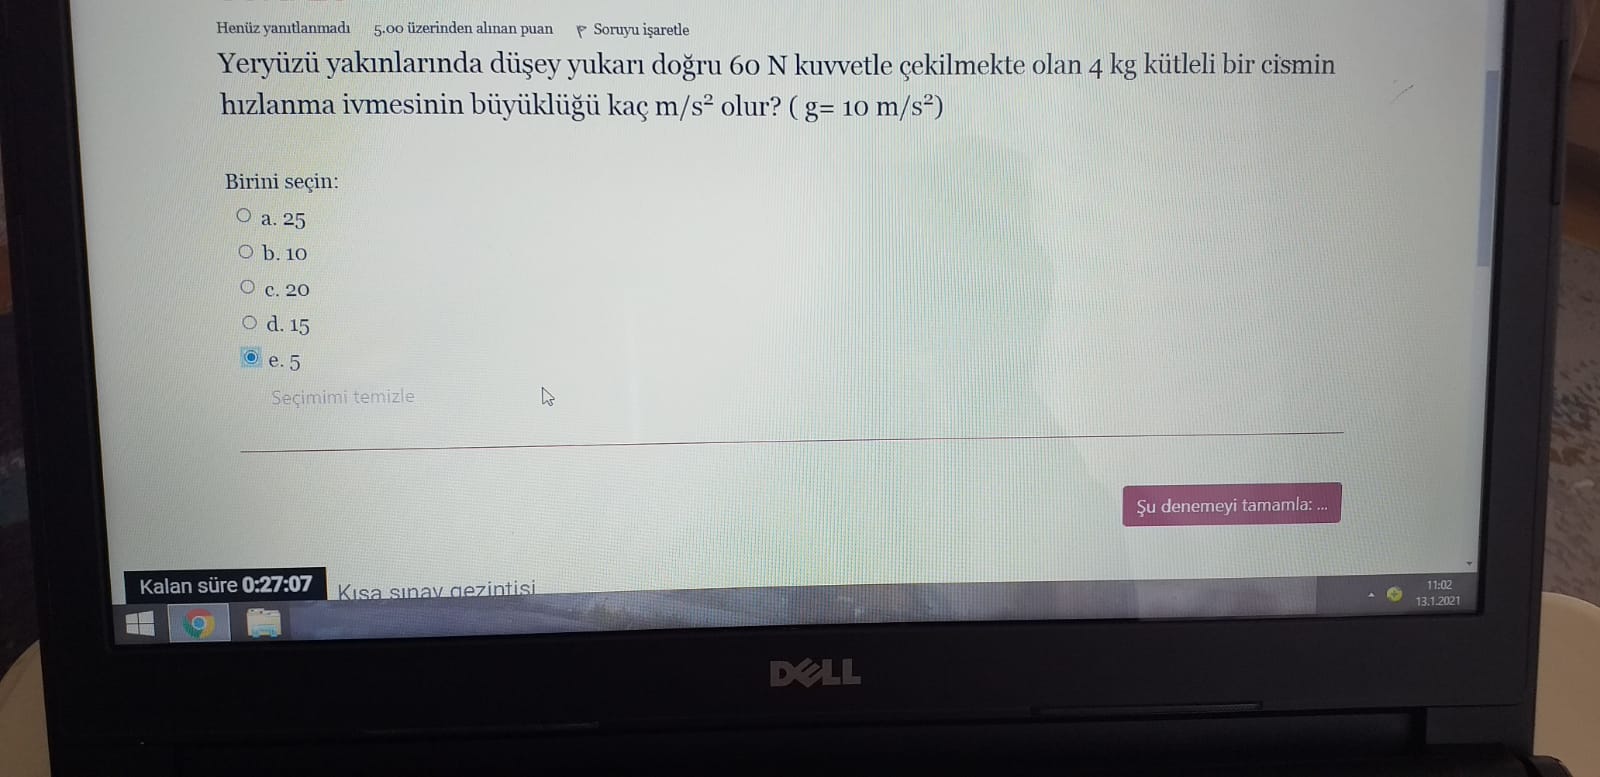 Henüz yanıtlanmadı 5.00 üzerinden alınan puan Soruyu işaretle
Yeryüzü yakınlarında düşey yukarı doğru 60 N kuvvetle çekilmekte olan 4 kg kütleli bir cismin
hızlanma ivmesinin büyüklüğü kaç m/s² olur? ( g= 10 m/s²)
Birini seçin:
a. 25
b. 10
c. 20
d. 15
e. 5
Seçimimi temizle
Şu denemeyi tamamla: ...
Kalan süre 0:27:07
Kısa sınav gezintisi
11:02
13.1.2021
DELL